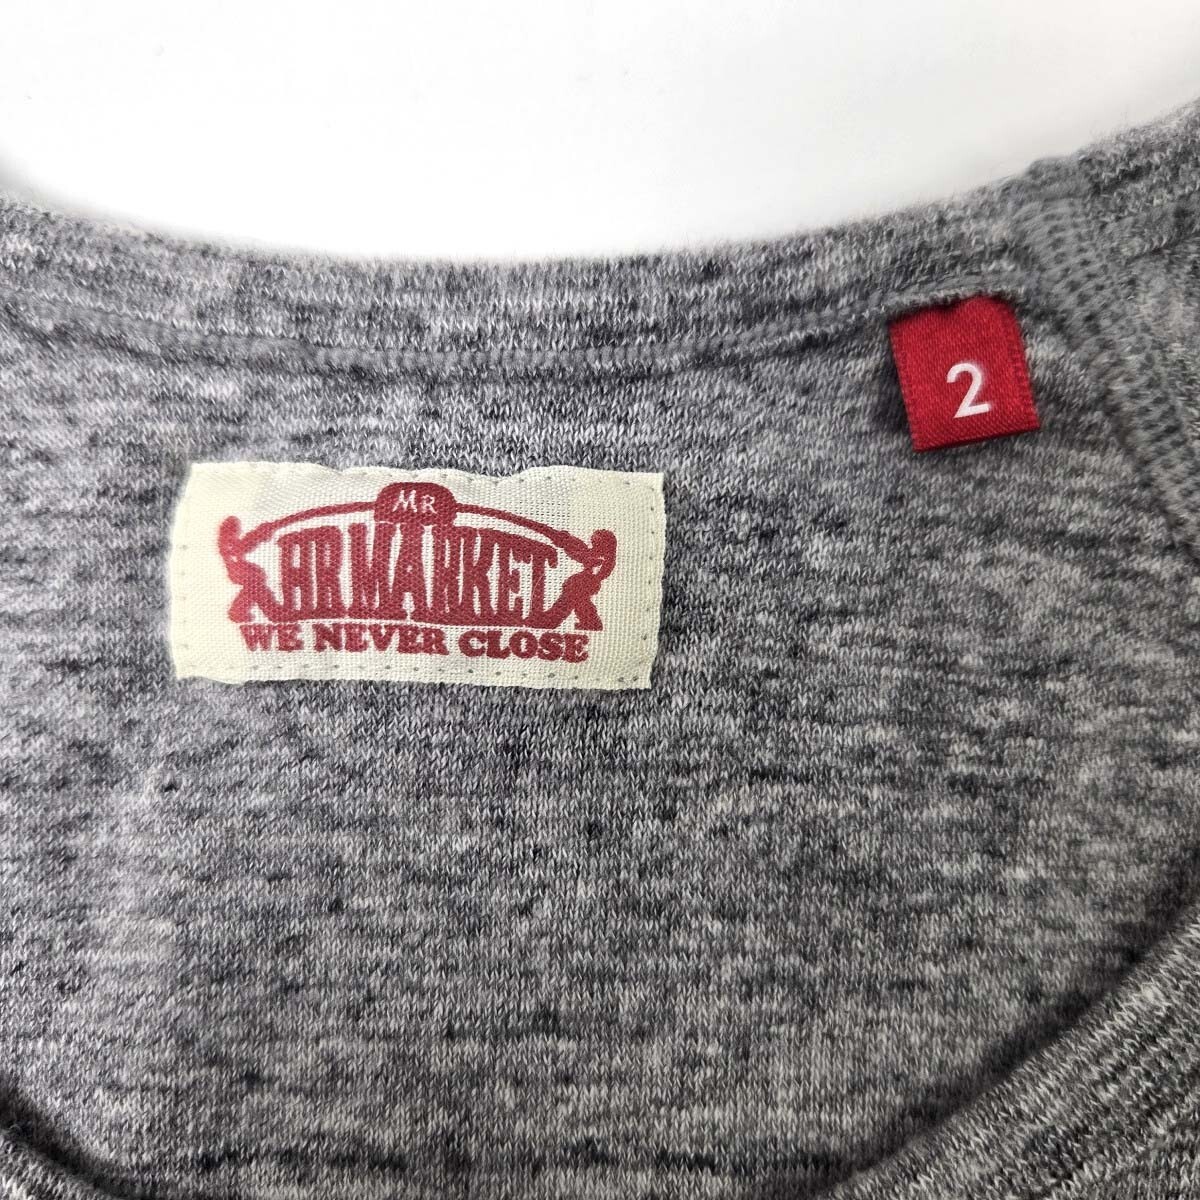 MR
HRMARKET
WE NEVER CLOSE
2